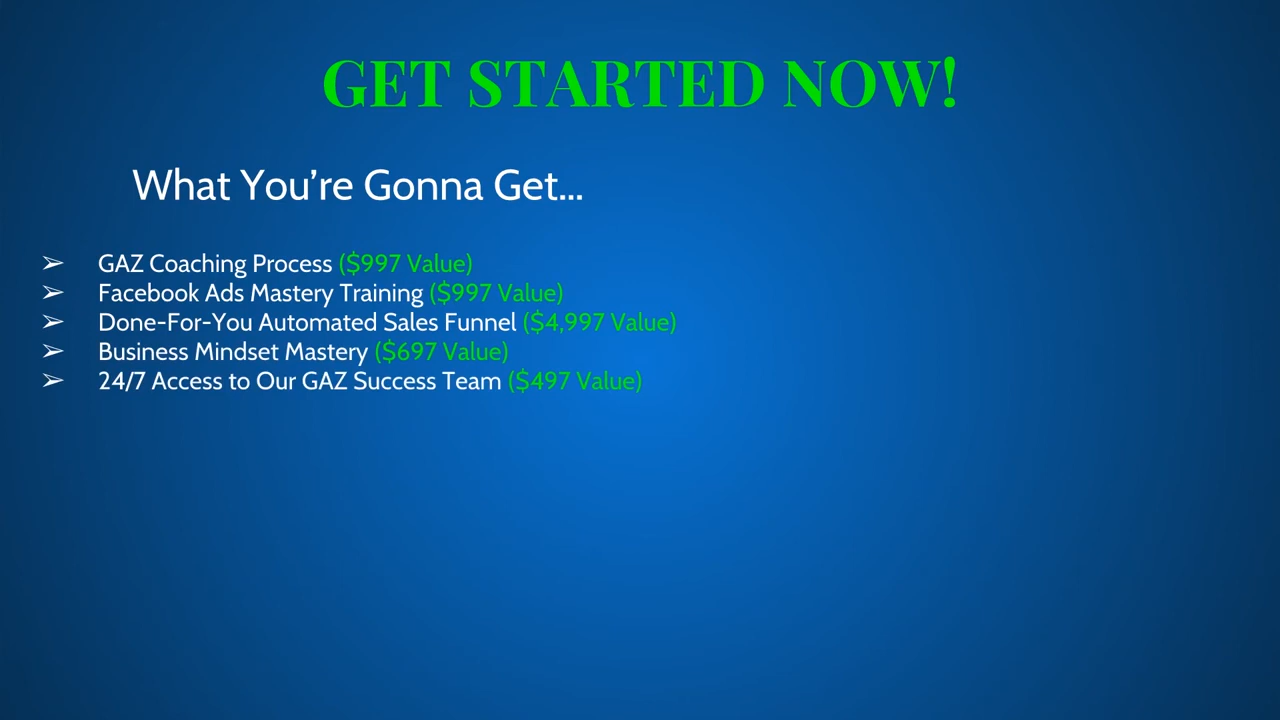 GET STARTED NOW!
What You’re Gonna Get...
➢ GAZ Coaching Process ($997 Value)
➢ Facebook Ads Mastery Training ($997 Value)
➢ Done-For-You Automated Sales Funnel ($4,997 Value)
➢ Business Mindset Mastery ($697 Value)
➢ 24/7 Access to Our GAZ Success Team ($497 Value)